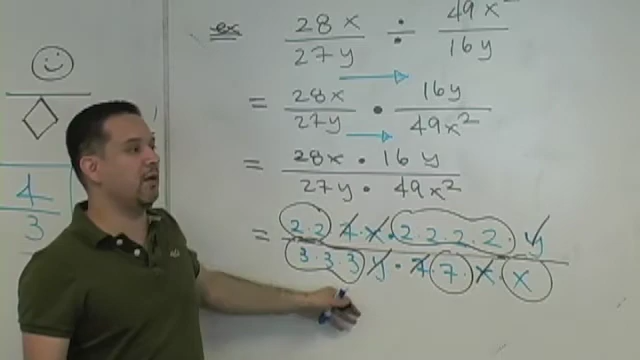 ex 28x/27y ÷ 49x²/16y
= 28x/27y • 16y/49x²
= 28x • 16y / 27y • 49x²
= 2.2 7.x.2.2.2.2.y / 3.3.3 y • 7.7 x x
4
3